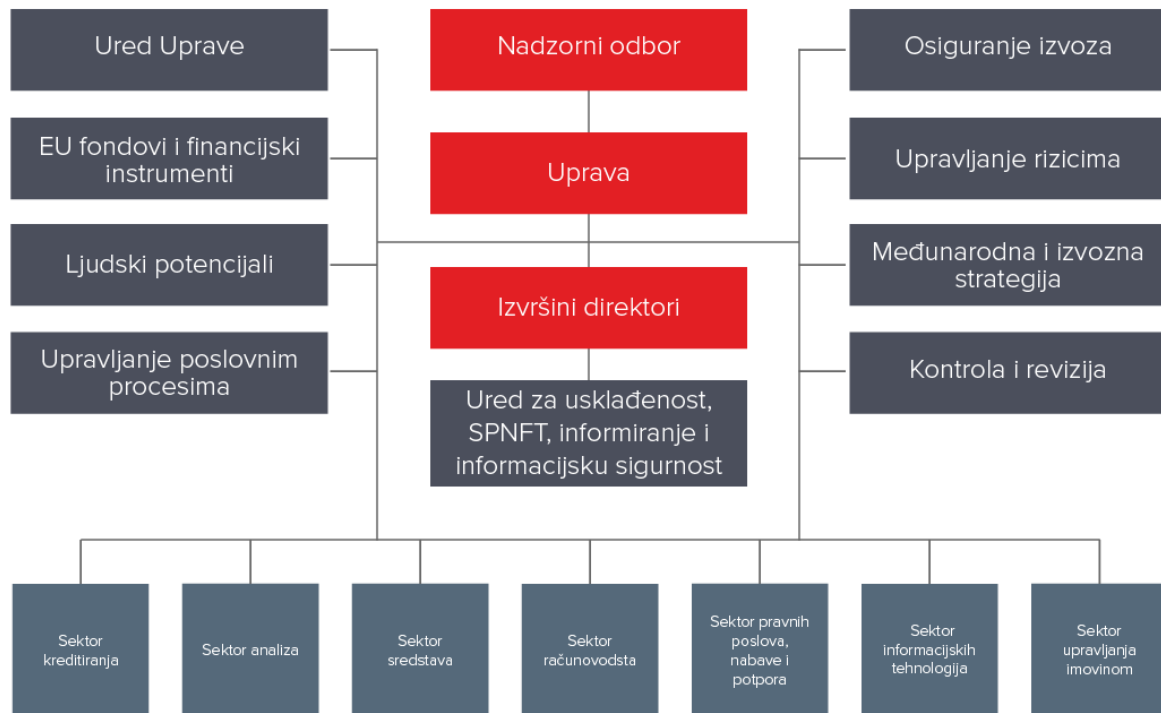 Ured Uprave
Nadzorni odbor
Osiguranje izvoza
EU fondovi i financijski
instrumenti
Uprava
Upravljanje rizicima
Ljudski potencijali
Izvršini direktori
Međunarodna i izvozna
strategija
Upravljanje poslovnim
procesima
Ured za usklađenost,
SPNFT, informiranje i
informacijsku sigurnost
Kontrola i revizija
Sektor
kreditiranja
Sektor analiza
Sektor
sredstava
Sektor
računovodsta
Sektor pravnih
poslova,
nabave i
potpora
Sektor
informacijskih
tehnologija
Sektor
upravljanja
imovinom